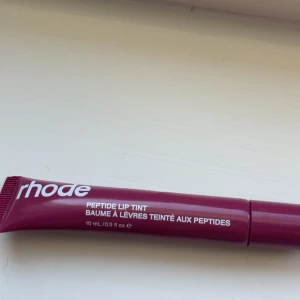 rhode
PEPTIDE LIP TINT
BAUME À LÈVRES TEINTÉ AUX PEPTIDES
10 mL / 0.3 fl oz ℮